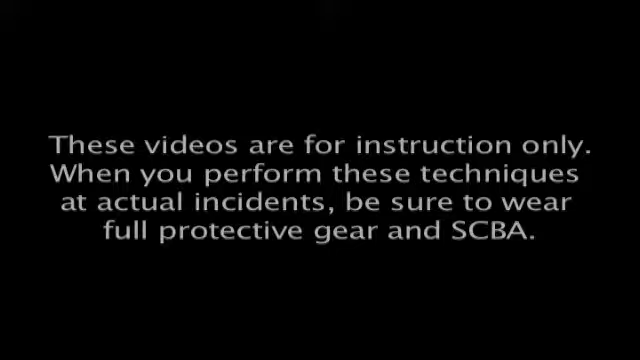 These videos are for instruction only.
When you perform these techniques
at actual incidents, be sure to wear
full protective gear and SCBA.